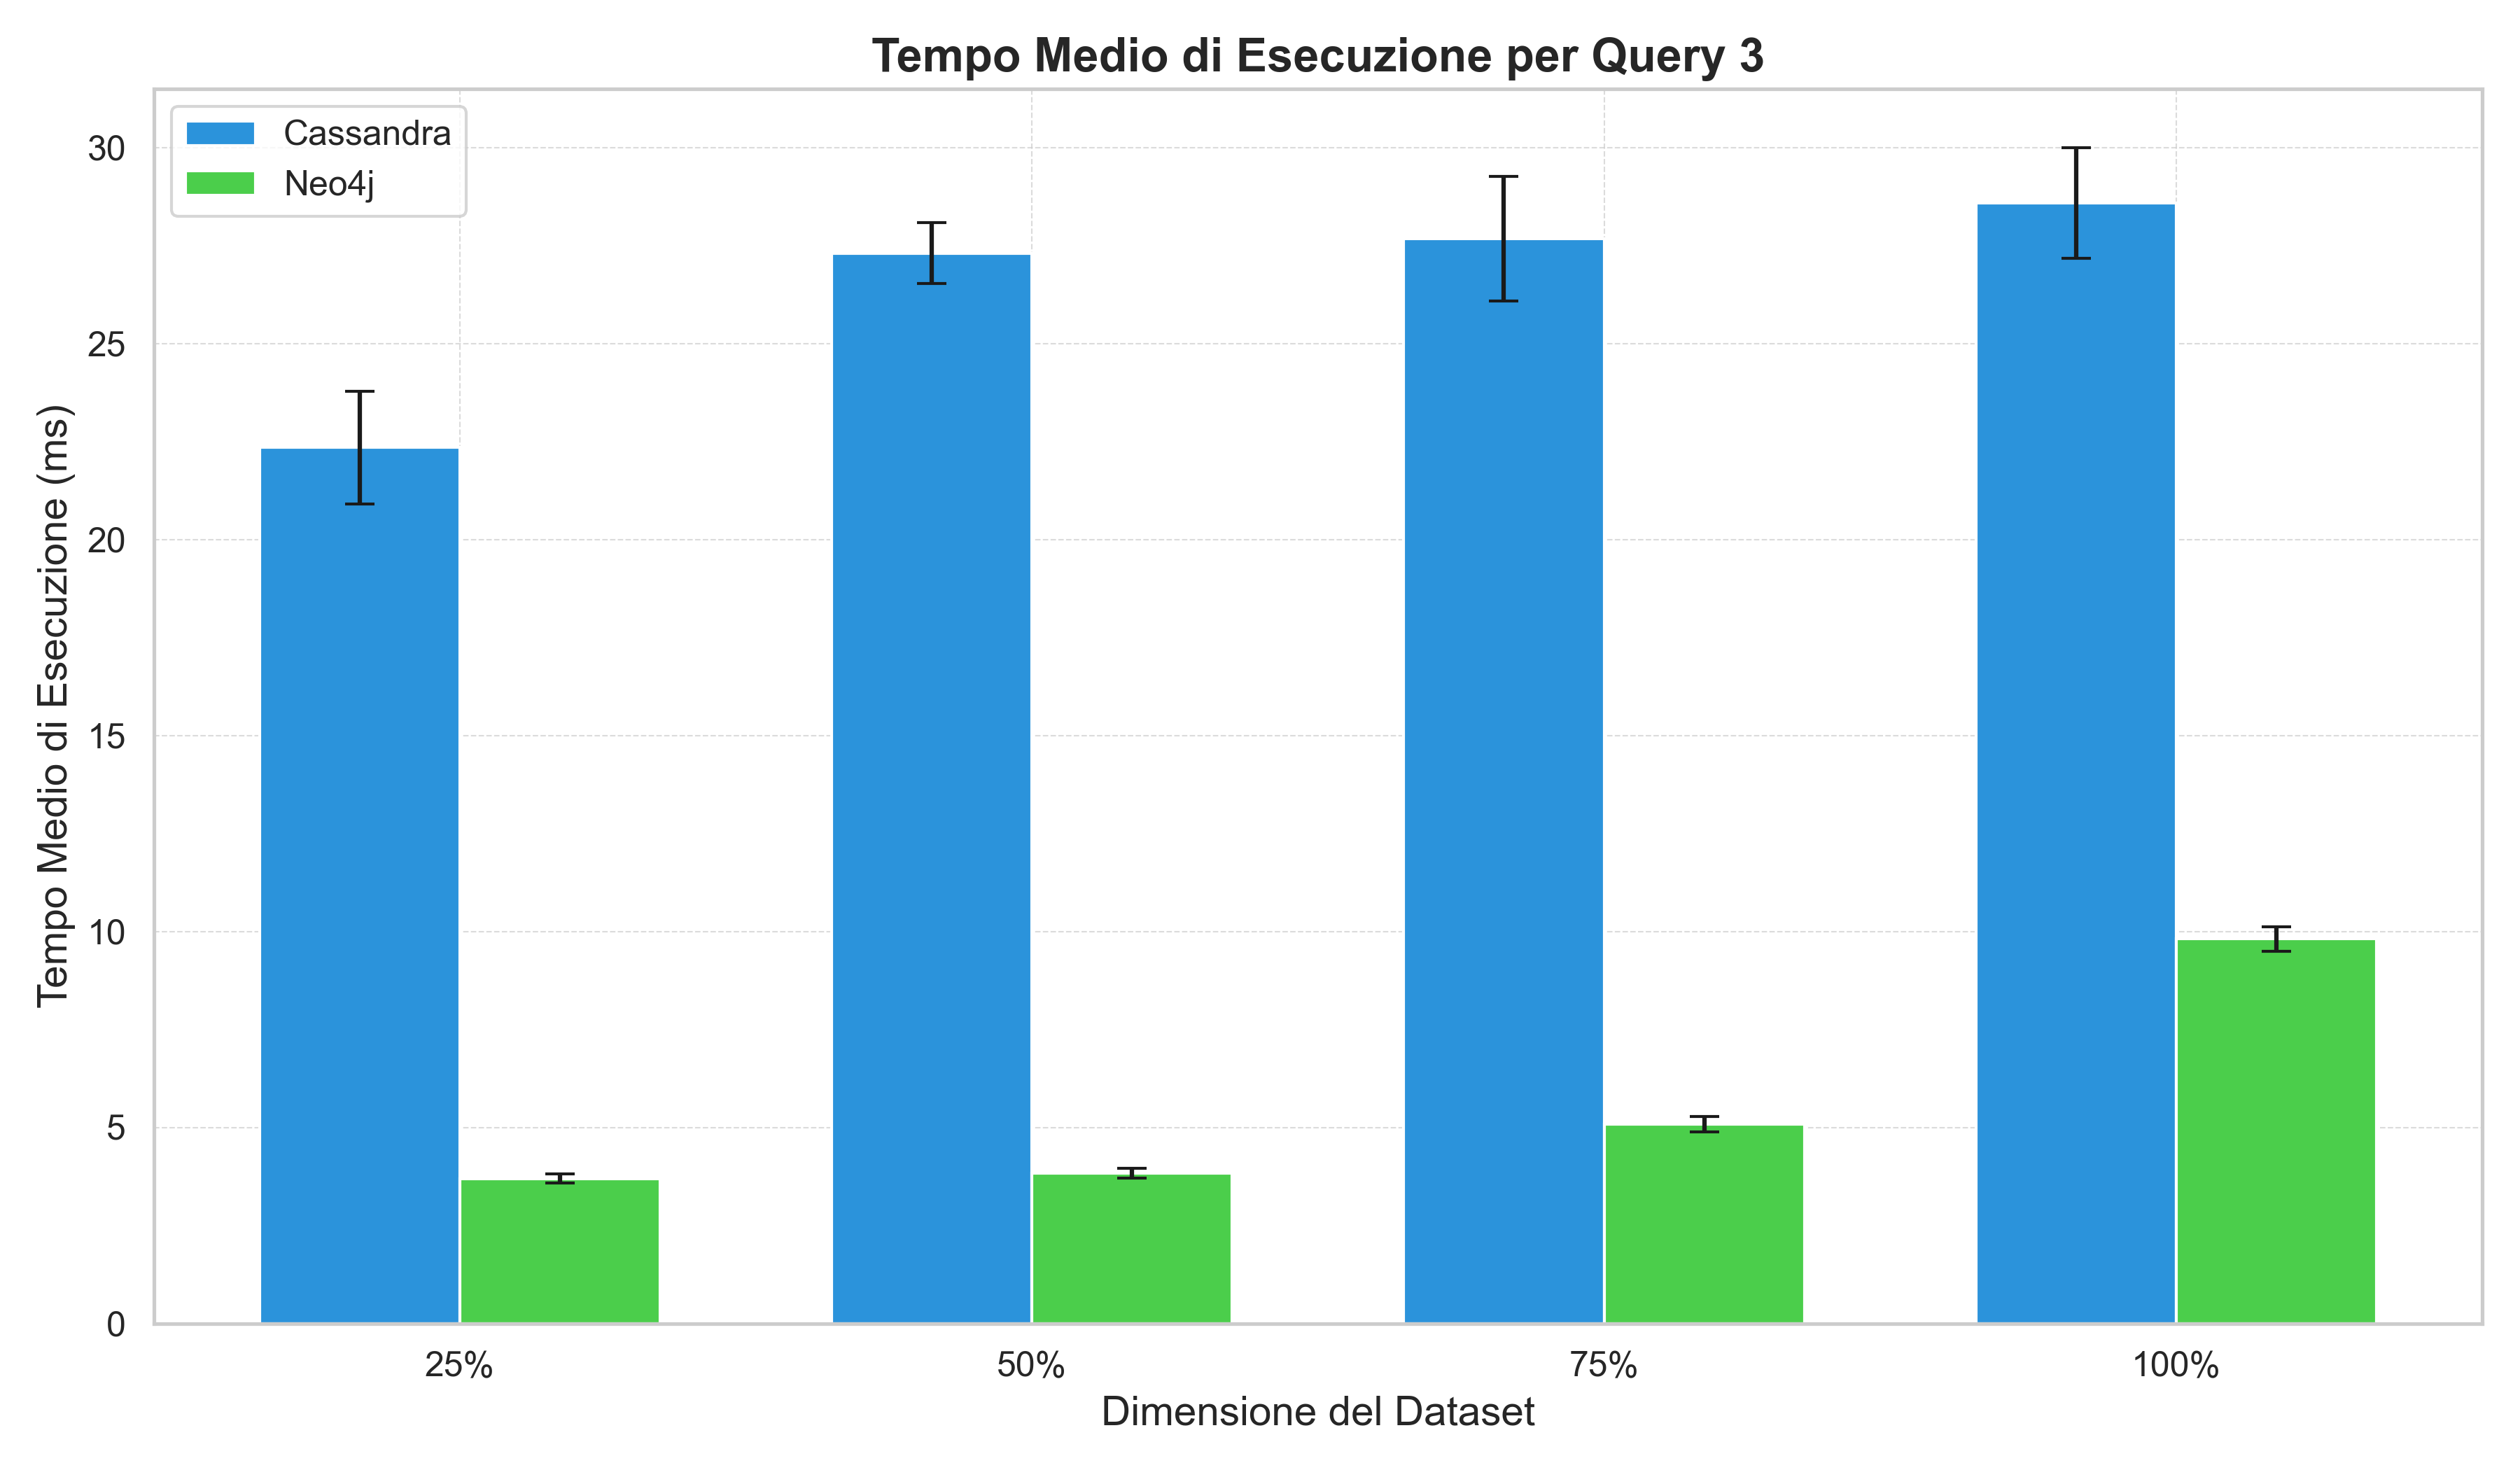 Tempo Medio di Esecuzione per Query 3
Cassandra
Neo4j
Tempo Medio di Esecuzione (ms)
30
25
20
15
10
5
0
25%
50%
75%
100%
Dimensione del Dataset